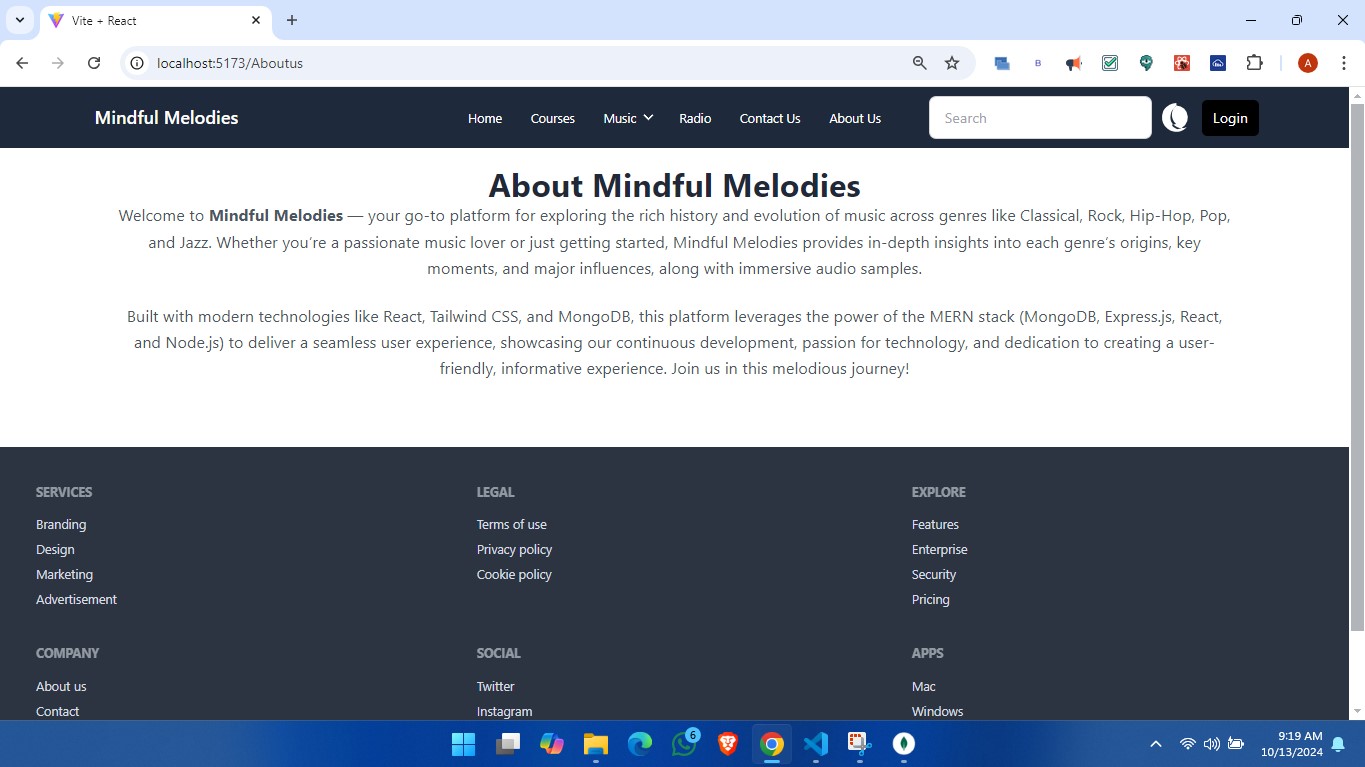 Vite + React
localhost:5173/Aboutus
B
A
Mindful Melodies
Home Courses Music Radio Contact Us About Us Search Login
About Mindful Melodies
Welcome to Mindful Melodies — your go-to platform for exploring the rich history and evolution of music across genres like Classical, Rock, Hip-Hop, Pop,
and Jazz. Whether you're a passionate music lover or just getting started, Mindful Melodies provides in-depth insights into each genre's origins, key
moments, and major influences, along with immersive audio samples.
Built with modern technologies like React, Tailwind CSS, and MongoDB, this platform leverages the power of the MERN stack (MongoDB, Express.js, React,
and Node.js) to deliver a seamless user experience, showcasing our continuous development, passion for technology, and dedication to creating a user-
friendly, informative experience. Join us in this melodious journey!
SERVICES
Branding
Design
Marketing
Advertisement
LEGAL
Terms of use
Privacy policy
Cookie policy
EXPLORE
Features
Enterprise
Security
Pricing
COMPANY
About us
Contact
SOCIAL
Twitter
Instagram
APPS
Mac
Windows
6
9:19 AM
10/13/2024